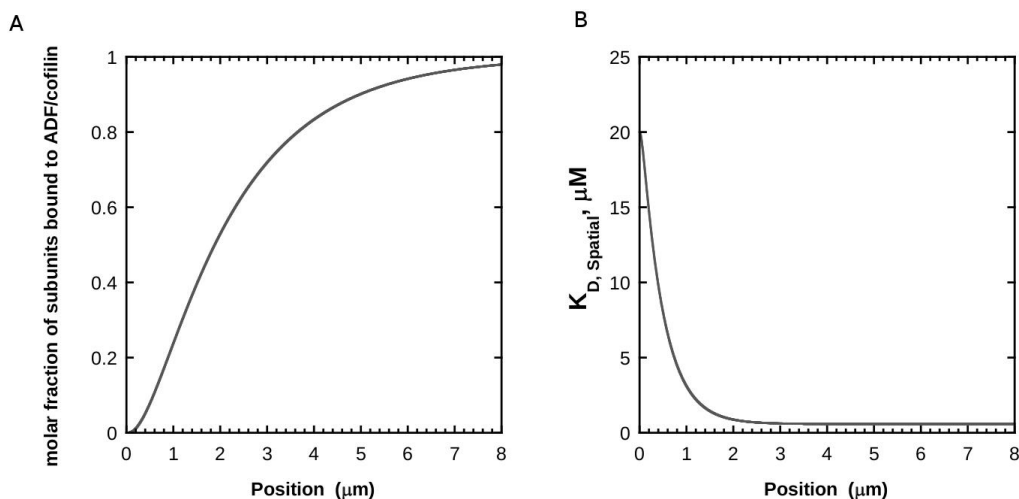 A
molar fraction of subunits bound to ADF/cofilin
1
0.8
0.6
0.4
0.2
0
0 1 2 3 4 5 6 7 8
Position (μm)
B
K_D, Spatial, μM
25
20
15
10
5
0
0 1 2 3 4 5 6 7 8
Position (μm)